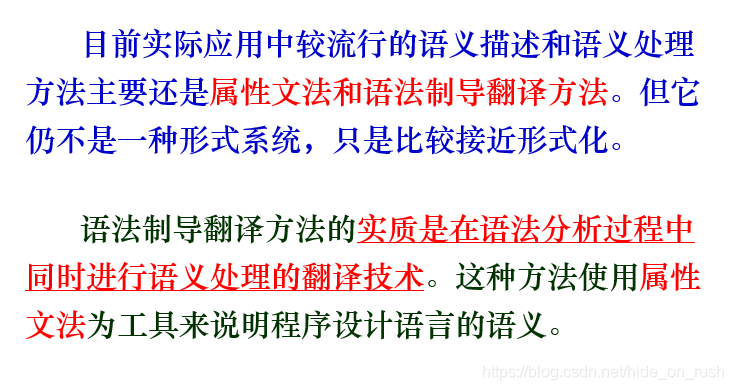 目前实际应用中较流行的语义描述和语义处理
方法主要还是属性文法和语法制导翻译方法。但它
仍不是一种形式系统，只是比较接近形式化。
语法制导翻译方法的实质是在语法分析过程中
同时进行语义处理的翻译技术。这种方法使用属性
文法为工具来说明程序设计语言的语义。
https://blog.csdn.net/hide_on_rush